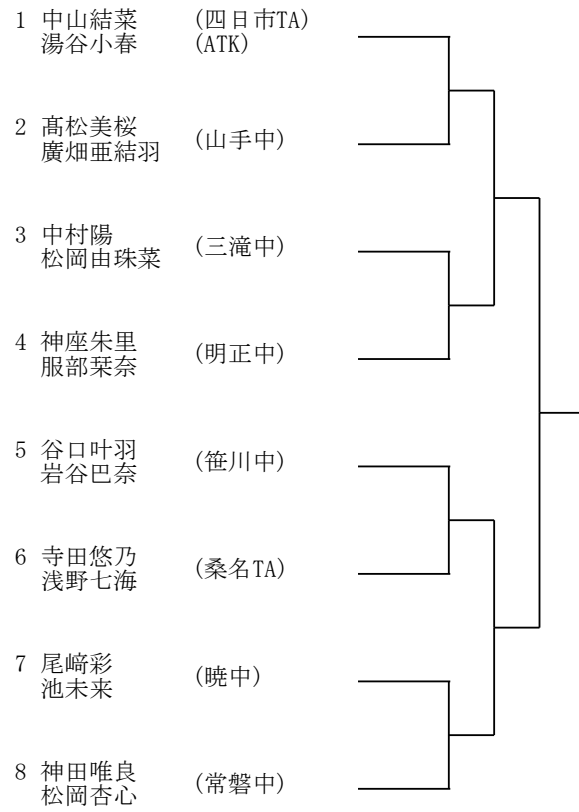 1 中山結菜 (四日市TA)
湯谷小春 (ATK)
2 髙松美桜
廣畑亜結羽 (山手中)
3 中村陽
松岡由珠菜 (三滝中)
4 神座朱里
服部栞奈 (明正中)
5 谷口叶羽
岩谷巴奈 (笹川中)
6 寺田悠乃
浅野七海 (桑名TA)
7 尾﨑彩
池未来 (暁中)
8 神田唯良
松岡杏心 (常磐中)